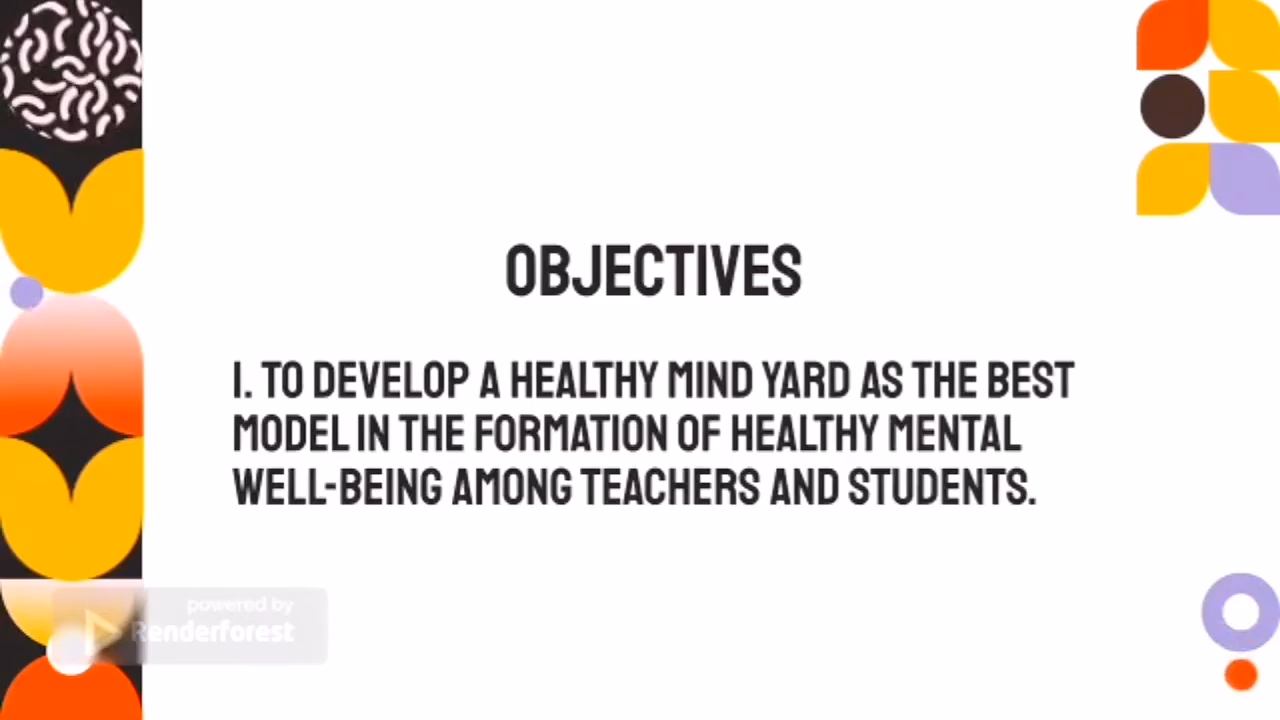 OBJECTIVES
1. TO DEVELOP A HEALTHY MIND YARD AS THE BEST
MODEL IN THE FORMATION OF HEALTHY MENTAL
WELL-BEING AMONG TEACHERS AND STUDENTS.
powered by
Renderforest